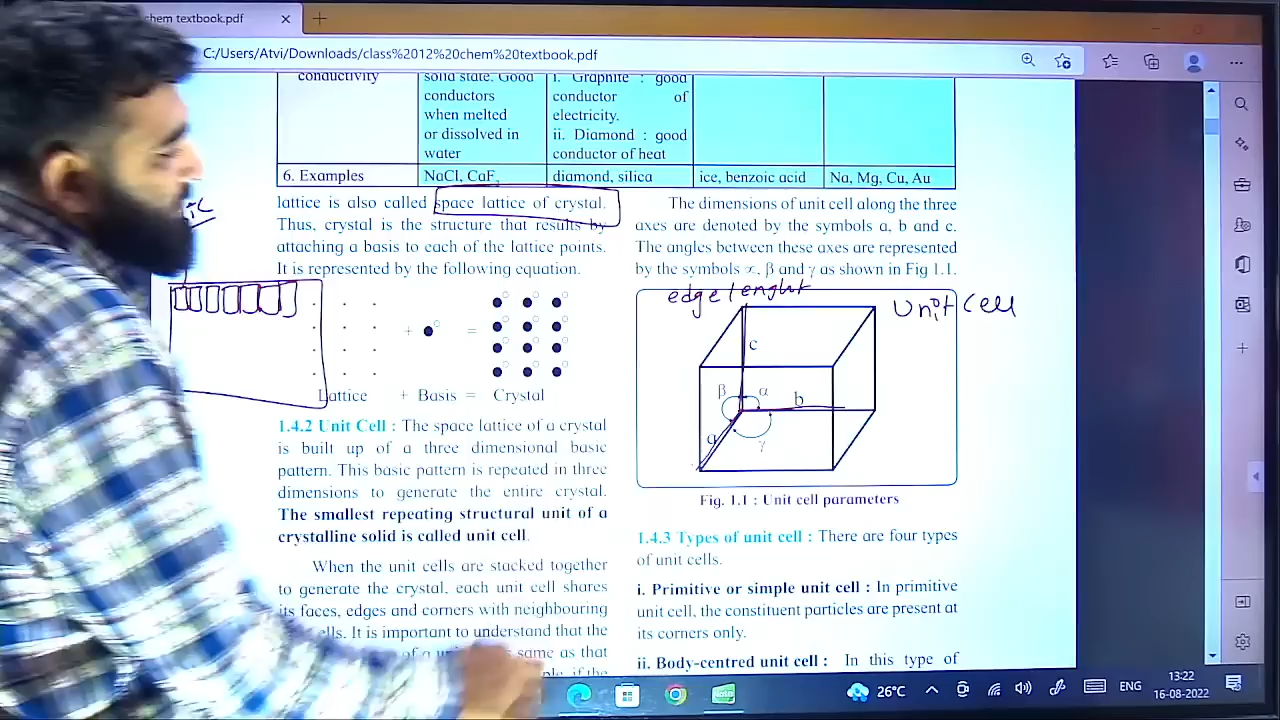 chem textbook.pdf
C:/Users/Atvi/Downloads/class%2012%20chem%20textbook.pdf
conductivity
solid state. Good
conductors
when melted
or dissolved in
water
i. Graphite : good
conductor of
electricity.
ii. Diamond : good
conductor of heat
6. Examples NaCl, CaF2 diamond, silica ice, benzoic acid Na, Mg, Cu, Au
lattice is also called space lattice of crystal.
Thus, crystal is the structure that results by
attaching a basis to each of the lattice points.
It is represented by the following equation.
+ =
Lattice + Basis = Crystal
1.4.2 Unit Cell : The space lattice of a crystal
is built up of a three dimensional basic
pattern. This basic pattern is repeated in three
dimensions to generate the entire crystal.
The smallest repeating structural unit of a
crystalline solid is called unit cell.
When the unit cells are stacked together
to generate the crystal, each unit cell shares
its faces, edges and corners with neighbouring
ells. It is important to understand that the
of a same as that
if the
The dimensions of unit cell along the three
axes are denoted by the symbols a, b and c.
The angles between these axes are represented
by the symbols ∝, β and γ as shown in Fig 1.1.
edge lenght
Unit Cell
c
β α b
a γ
Fig. 1.1 : Unit cell parameters
1.4.3 Types of unit cell : There are four types
of unit cells.
i. Primitive or simple unit cell : In primitive
unit cell, the constituent particles are present at
its corners only.
ii. Body-centred unit cell : In this type of
26°C ENG 13:22
16-08-2022